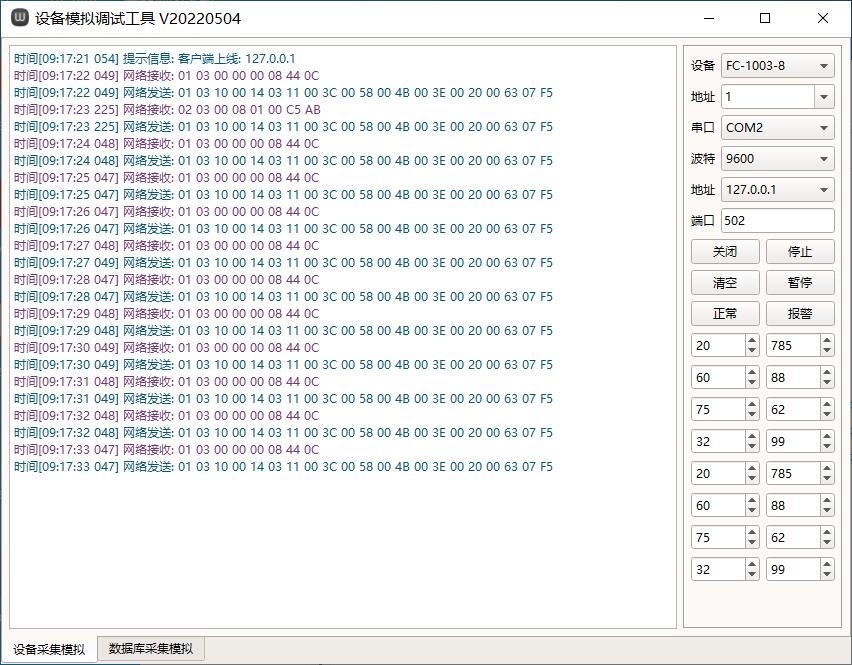 设备模拟调试工具 V20220504
时间[09:17:21 054] 提示信息: 客户端上线: 127.0.0.1
时间[09:17:22 049] 网络接收: 01 03 00 00 00 08 44 0C
时间[09:17:22 049] 网络发送: 01 03 10 00 14 03 11 00 3C 00 58 00 4B 00 3E 00 20 00 63 07 F5
时间[09:17:23 225] 网络接收: 02 03 00 08 01 00 C5 AB
时间[09:17:23 225] 网络发送: 01 03 10 00 14 03 11 00 3C 00 58 00 4B 00 3E 00 20 00 63 07 F5
时间[09:17:24 048] 网络接收: 01 03 00 00 00 08 44 0C
时间[09:17:24 048] 网络发送: 01 03 10 00 14 03 11 00 3C 00 58 00 4B 00 3E 00 20 00 63 07 F5
时间[09:17:25 047] 网络接收: 01 03 00 00 00 08 44 0C
时间[09:17:25 047] 网络发送: 01 03 10 00 14 03 11 00 3C 00 58 00 4B 00 3E 00 20 00 63 07 F5
时间[09:17:26 047] 网络接收: 01 03 00 00 00 08 44 0C
时间[09:17:26 047] 网络发送: 01 03 10 00 14 03 11 00 3C 00 58 00 4B 00 3E 00 20 00 63 07 F5
时间[09:17:27 048] 网络接收: 01 03 00 00 00 08 44 0C
时间[09:17:27 049] 网络发送: 01 03 10 00 14 03 11 00 3C 00 58 00 4B 00 3E 00 20 00 63 07 F5
时间[09:17:28 047] 网络接收: 01 03 00 00 00 08 44 0C
时间[09:17:28 047] 网络发送: 01 03 10 00 14 03 11 00 3C 00 58 00 4B 00 3E 00 20 00 63 07 F5
时间[09:17:29 048] 网络接收: 01 03 00 00 00 08 44 0C
时间[09:17:29 048] 网络发送: 01 03 10 00 14 03 11 00 3C 00 58 00 4B 00 3E 00 20 00 63 07 F5
时间[09:17:30 049] 网络接收: 01 03 00 00 00 08 44 0C
时间[09:17:30 049] 网络发送: 01 03 10 00 14 03 11 00 3C 00 58 00 4B 00 3E 00 20 00 63 07 F5
时间[09:17:31 048] 网络接收: 01 03 00 00 00 08 44 0C
时间[09:17:31 049] 网络发送: 01 03 10 00 14 03 11 00 3C 00 58 00 4B 00 3E 00 20 00 63 07 F5
时间[09:17:32 048] 网络接收: 01 03 00 00 00 08 44 0C
时间[09:17:32 048] 网络发送: 01 03 10 00 14 03 11 00 3C 00 58 00 4B 00 3E 00 20 00 63 07 F5
时间[09:17:33 047] 网络接收: 01 03 00 00 00 08 44 0C
时间[09:17:33 047] 网络发送: 01 03 10 00 14 03 11 00 3C 00 58 00 4B 00 3E 00 20 00 63 07 F5
设备 FC-1003-8
地址 1
串口 COM2
波特 9600
地址 127.0.0.1
端口 502
关闭 停止
清空 暂停
正常 报警
20 785
60 88
75 62
32 99
20 785
60 88
75 62
32 99
设备采集模拟 数据库采集模拟